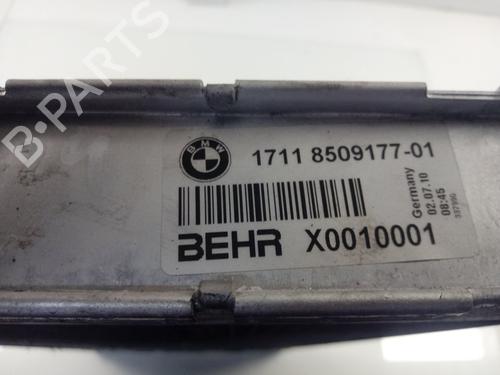 BMW
1711 8509177-01
BEHR X0010001
Germany
02.07.10
08:45
B-PARTS